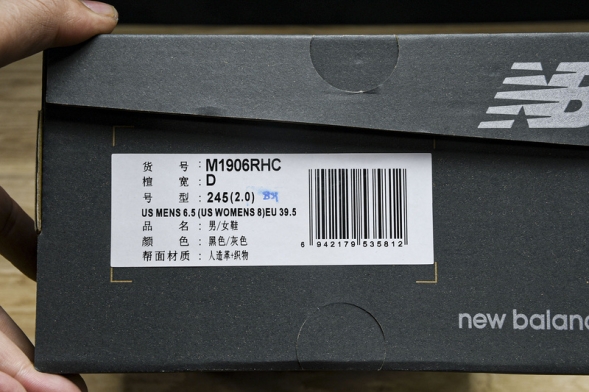 货 号 : M1906RHC
楦 宽 : D
号 型 : 245(2.0)
US MENS 6.5 (US WOMENS 8)EU 39.5
品 名 : 男/女鞋
颜 色 : 黑色/灰色
帮面材质 : 人造革+织物
6 942179 535812
new balanc